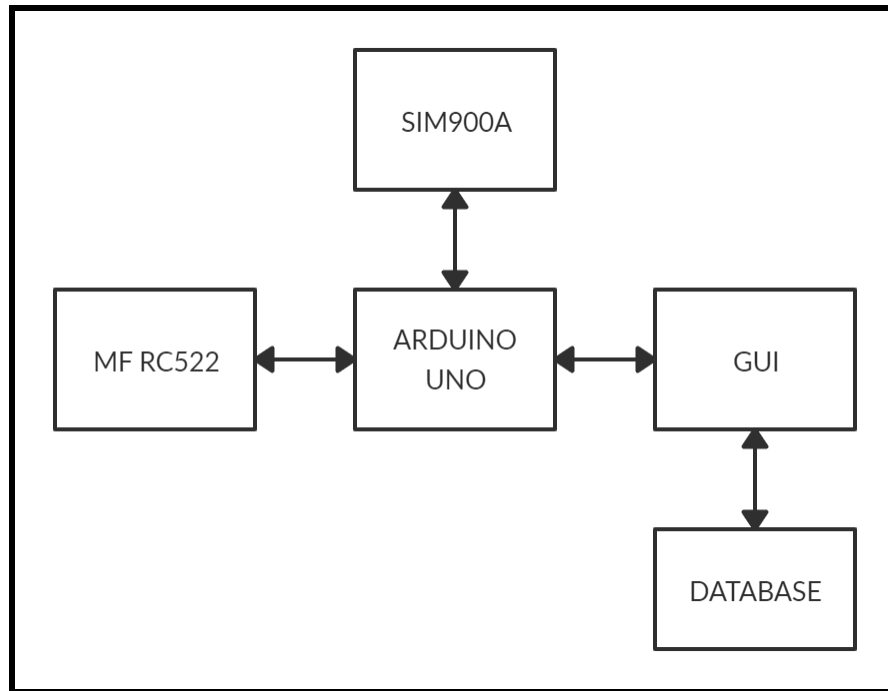 SIM900A
MF RC522
ARDUINO
UNO
GUI
DATABASE